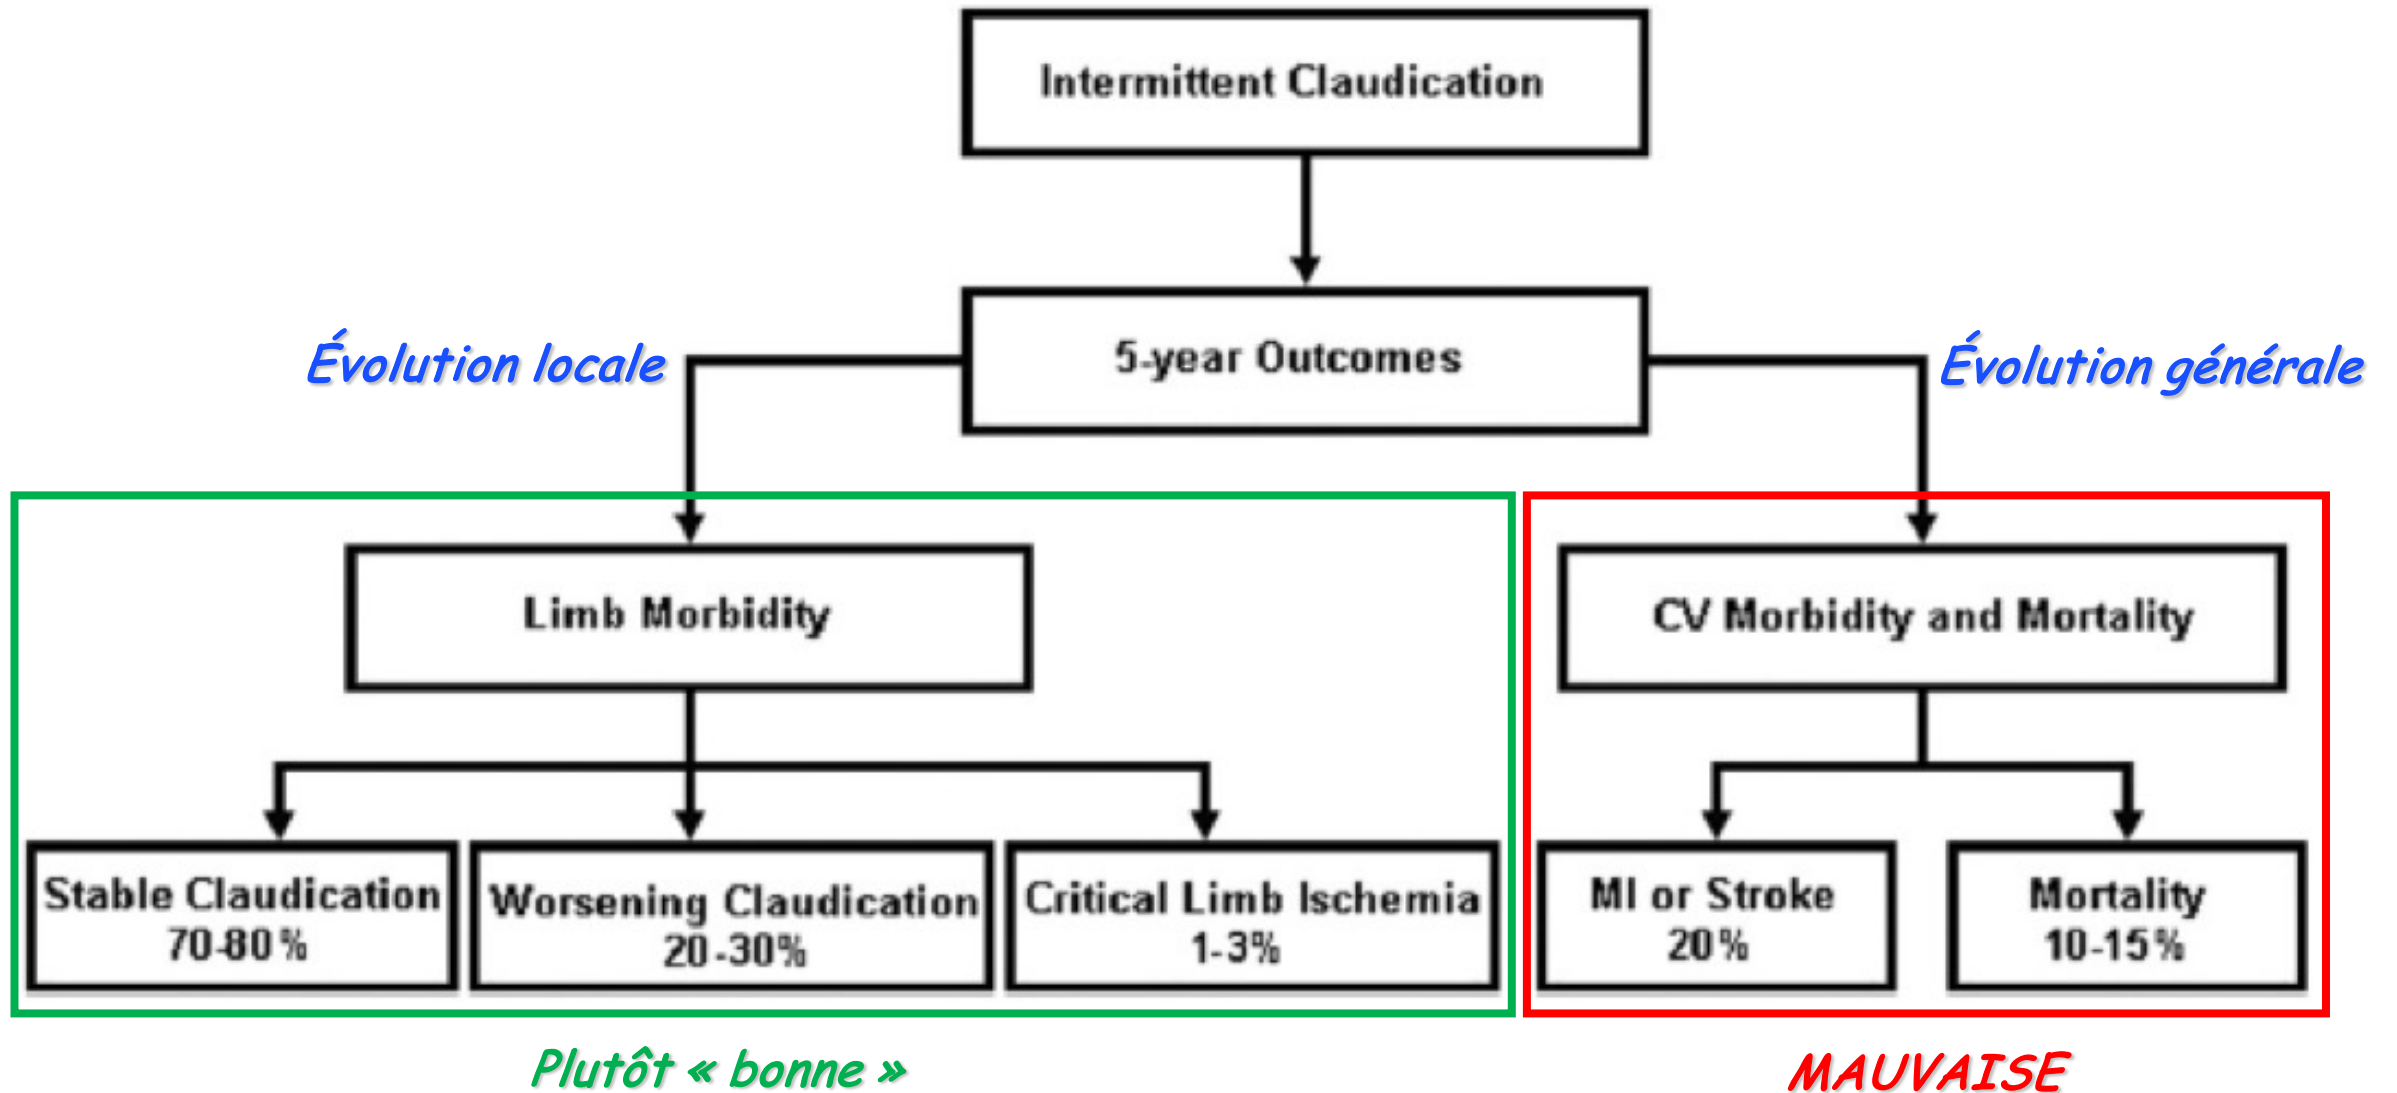 Intermittent Claudication
5-year Outcomes
Évolution locale
Évolution générale
Limb Morbidity
CV Morbidity and Mortality
Stable Claudication
70-80%
Worsening Claudication
20-30%
Critical Limb Ischemia
1-3%
MI or Stroke
20%
Mortality
10-15%
Plutôt « bonne »
MAUVAISE